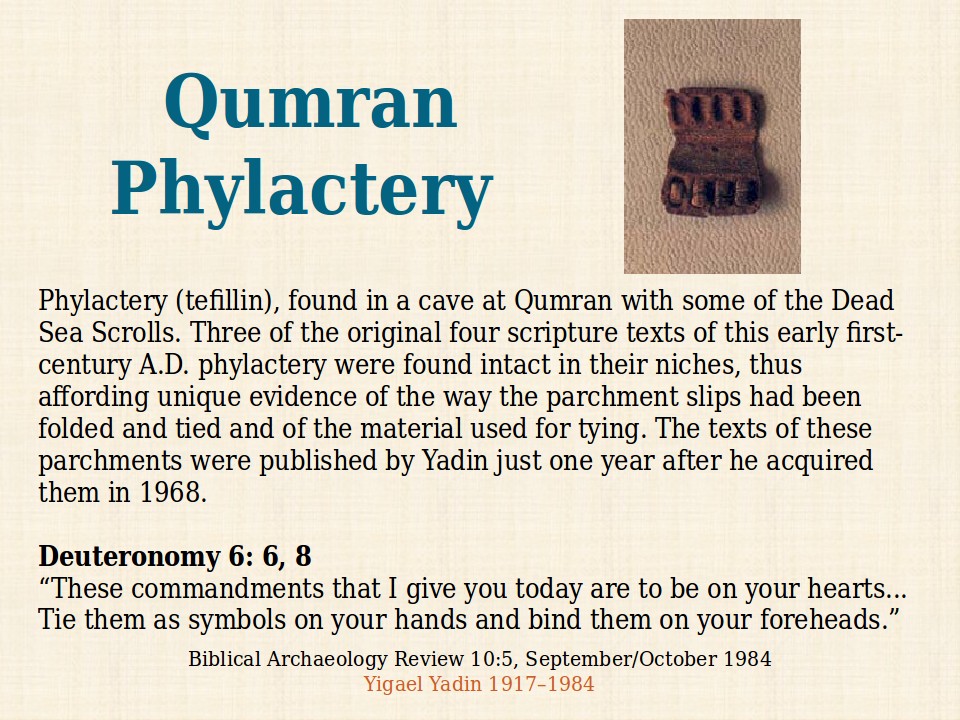 Qumran
Phylactery
Phylactery (tefillin), found in a cave at Qumran with some of the Dead
Sea Scrolls. Three of the original four scripture texts of this early first-
century A.D. phylactery were found intact in their niches, thus
affording unique evidence of the way the parchment slips had been
folded and tied and of the material used for tying. The texts of these
parchments were published by Yadin just one year after he acquired
them in 1968.
Deuteronomy 6: 6, 8
“These commandments that I give you today are to be on your hearts...
Tie them as symbols on your hands and bind them on your foreheads.”
Biblical Archaeology Review 10:5, September/October 1984
Yigael Yadin 1917–1984